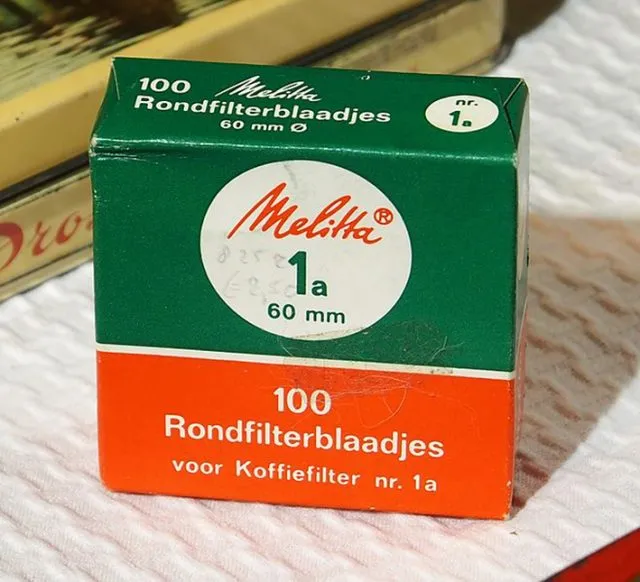 100 Melitta
Rondfilterblaadjes
60 mm Ø
nr.
1a
Melitta®
1a
60 mm
100
Rondfilterblaadjes
voor Koffiefilter nr. 1a